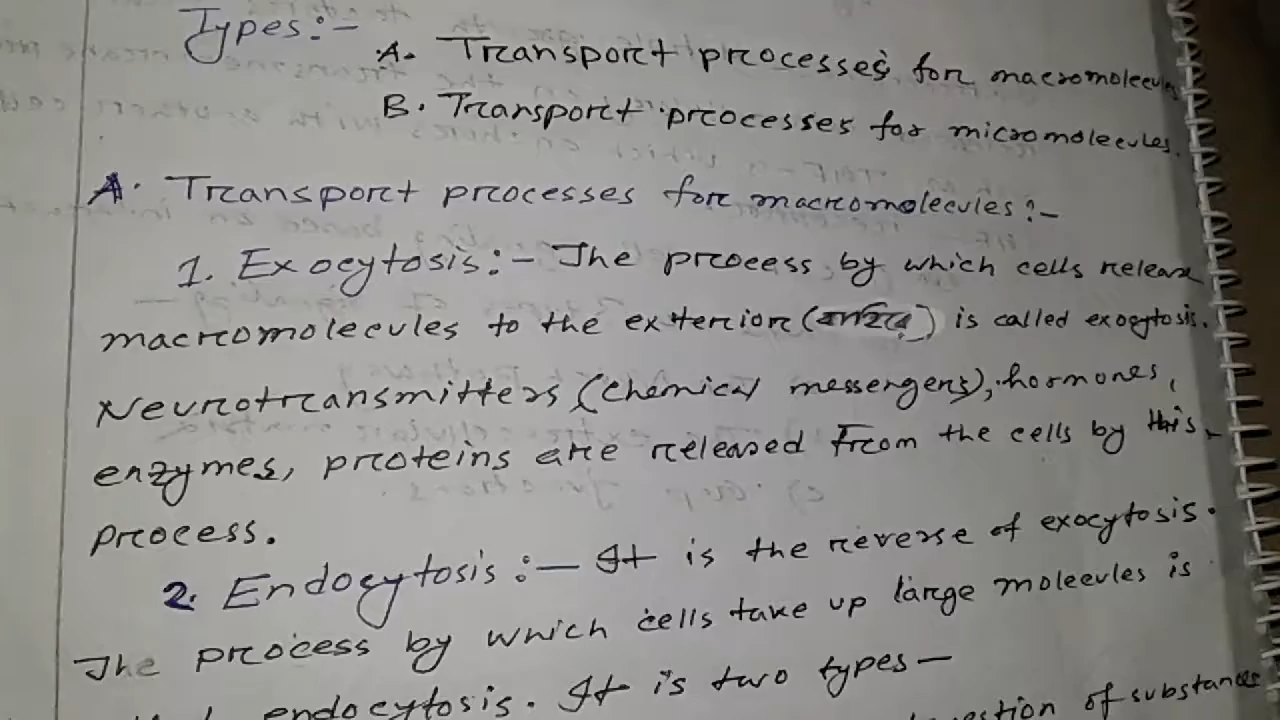 Types:-
A. Transport processes for macromolecules
B. Transport processes for micromolecules.
A. Transport processes for macromolecules:-
1. Exocytosis:- The process by which cells release
macromolecules to the exterior ( ) is called exocytosis.
Neurotransmitters (chemical messengers), hormones,
enzymes, proteins are released from the cells by this
process.
2. Endocytosis:- It is the reverse of exocytosis.
The process by which cells take up large molecules is
endocytosis. It is two types-
of substances